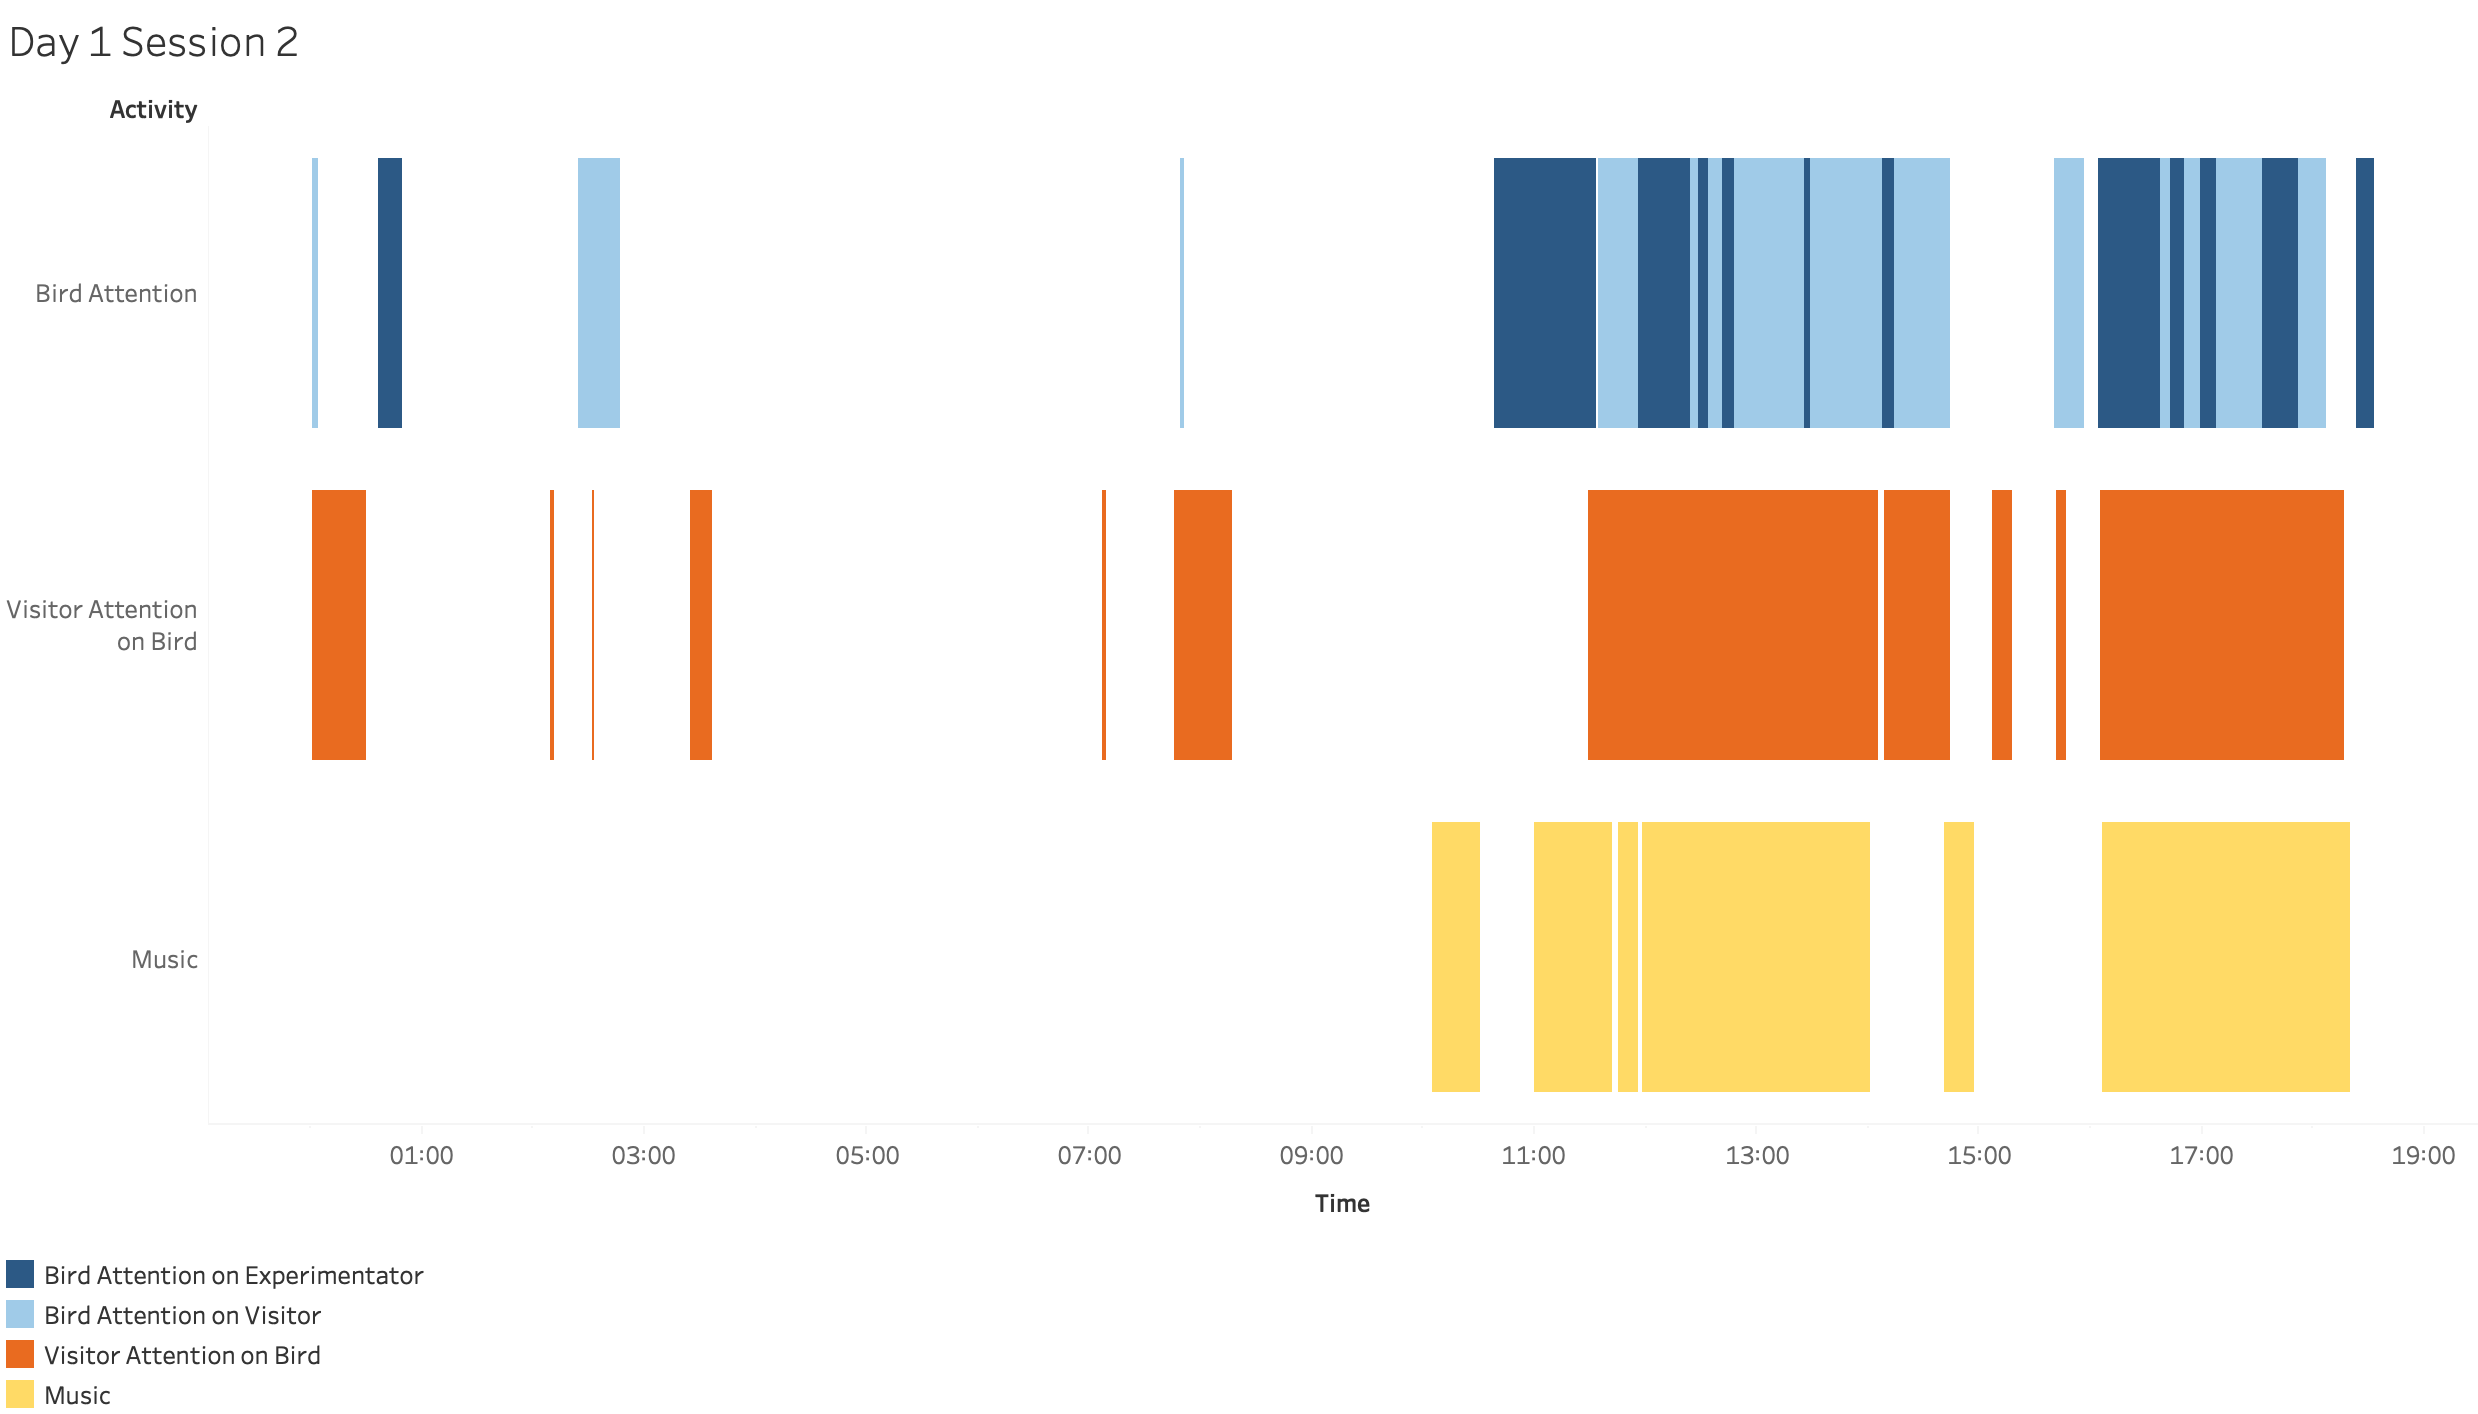 Day 1 Session 2
Activity
Bird Attention
Visitor Attention
on Bird
Music
01:00 03:00 05:00 07:00 09:00 11:00 13:00 15:00 17:00 19:00
Time
Bird Attention on Experimentator
Bird Attention on Visitor
Visitor Attention on Bird
Music